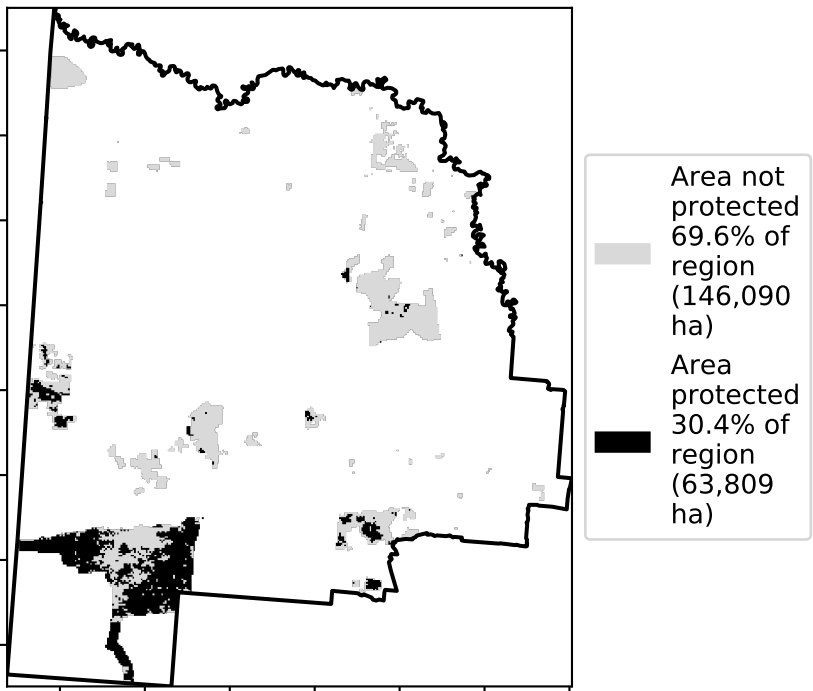 Area not
protected
69.6% of
region
(146,090
ha)
Area
protected
30.4% of
region
(63,809
ha)